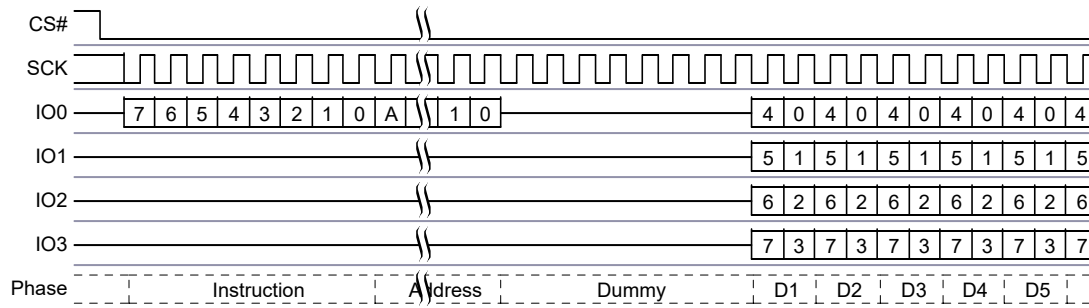 CS#
SCK
IO0 7 6 5 4 3 2 1 0 A 1 0 4 0 4 0 4 0 4 0 4 0 4
IO1 5 1 5 1 5 1 5 1 5 1 5
IO2 6 2 6 2 6 2 6 2 6 2 6
IO3 7 3 7 3 7 3 7 3 7 3 7
Phase Instruction Address Dummy D1 D2 D3 D4 D5